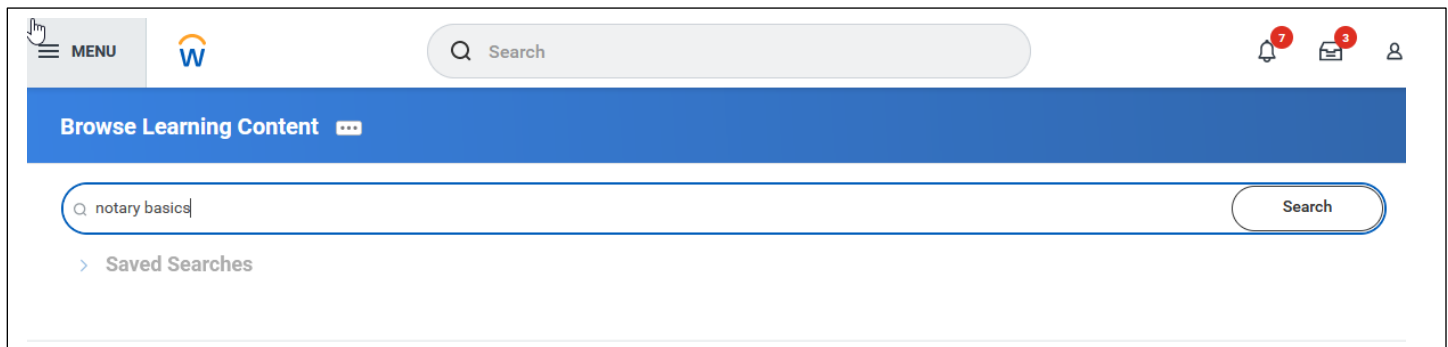 MENU
W
Search
7
3
Browse Learning Content
notary basics
Search
Saved Searches